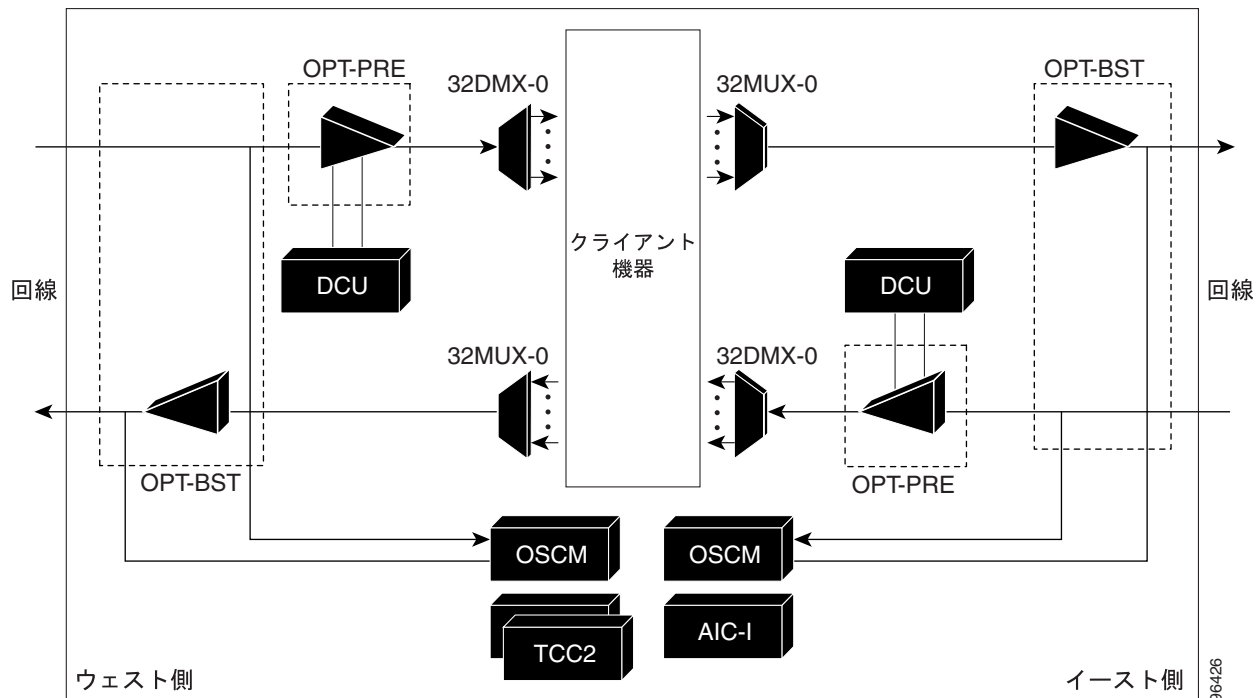 OPT-PRE
32DMX-0
32MUX-0
OPT-BST
クライアント
機器
DCU
DCU
回線
回線
32MUX-0
32DMX-0
OPT-BST
OPT-PRE
OSCM
OSCM
TCC2
AIC-I
ウェスト側
イースト側
96426